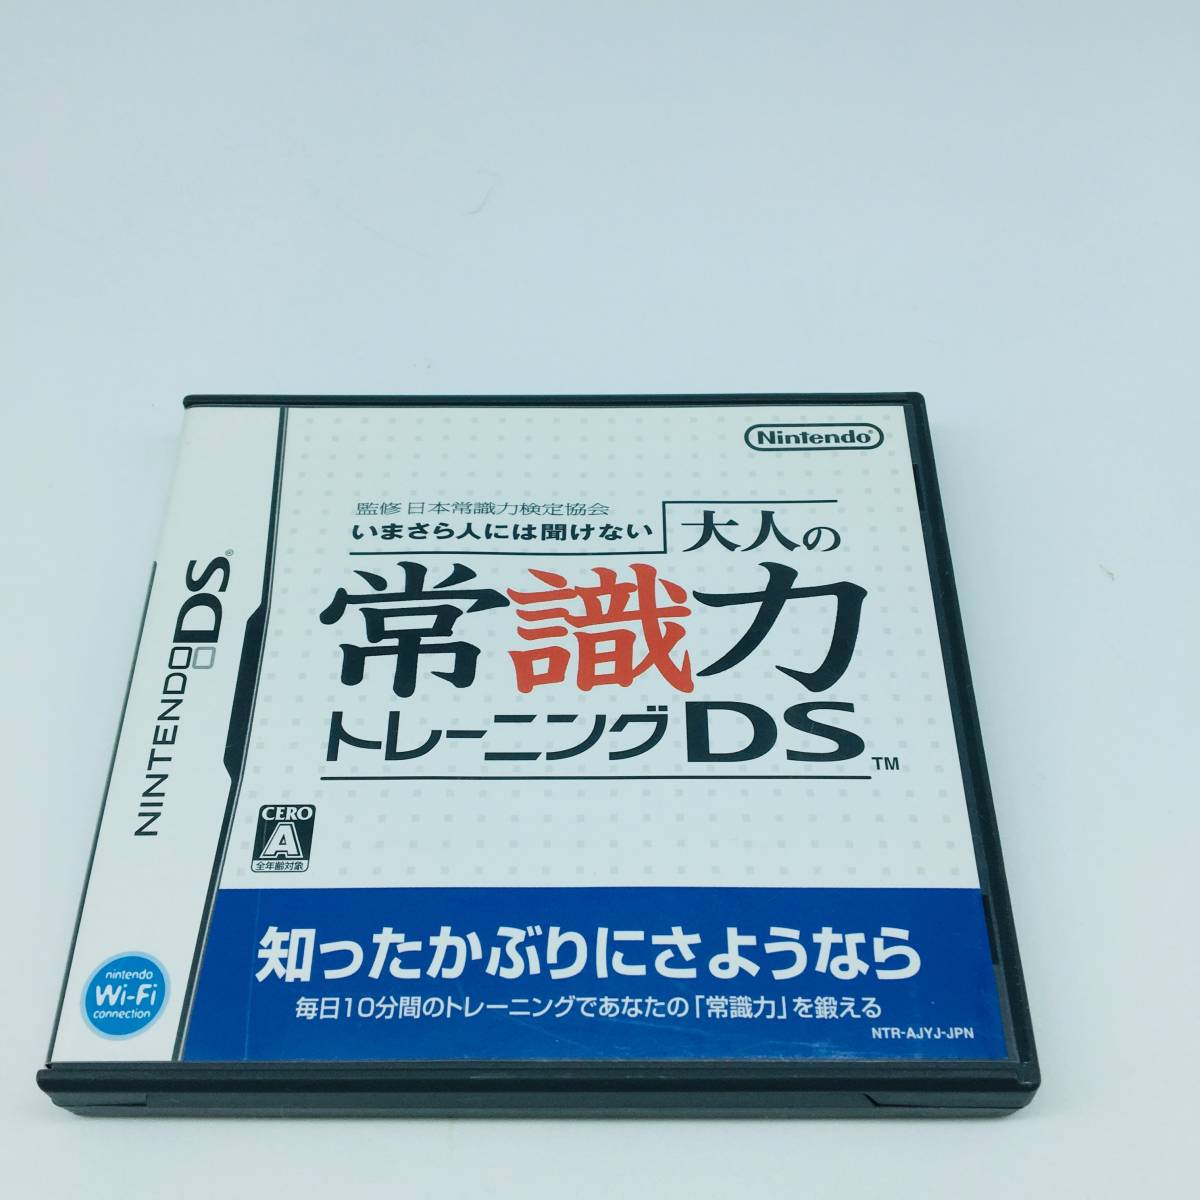 Nintendo®
監修 日本常識力検定協会
いまさら人には聞けない
大人の
常識力
トレーニングDS™
NINTENDO DS®
CERO
A
全年齢対象
知ったかぶりにさようなら
毎日10分間のトレーニングであなたの「常識力」を鍛える
NTR-AJYJ-JPN
nintendo
Wi-Fi
connection